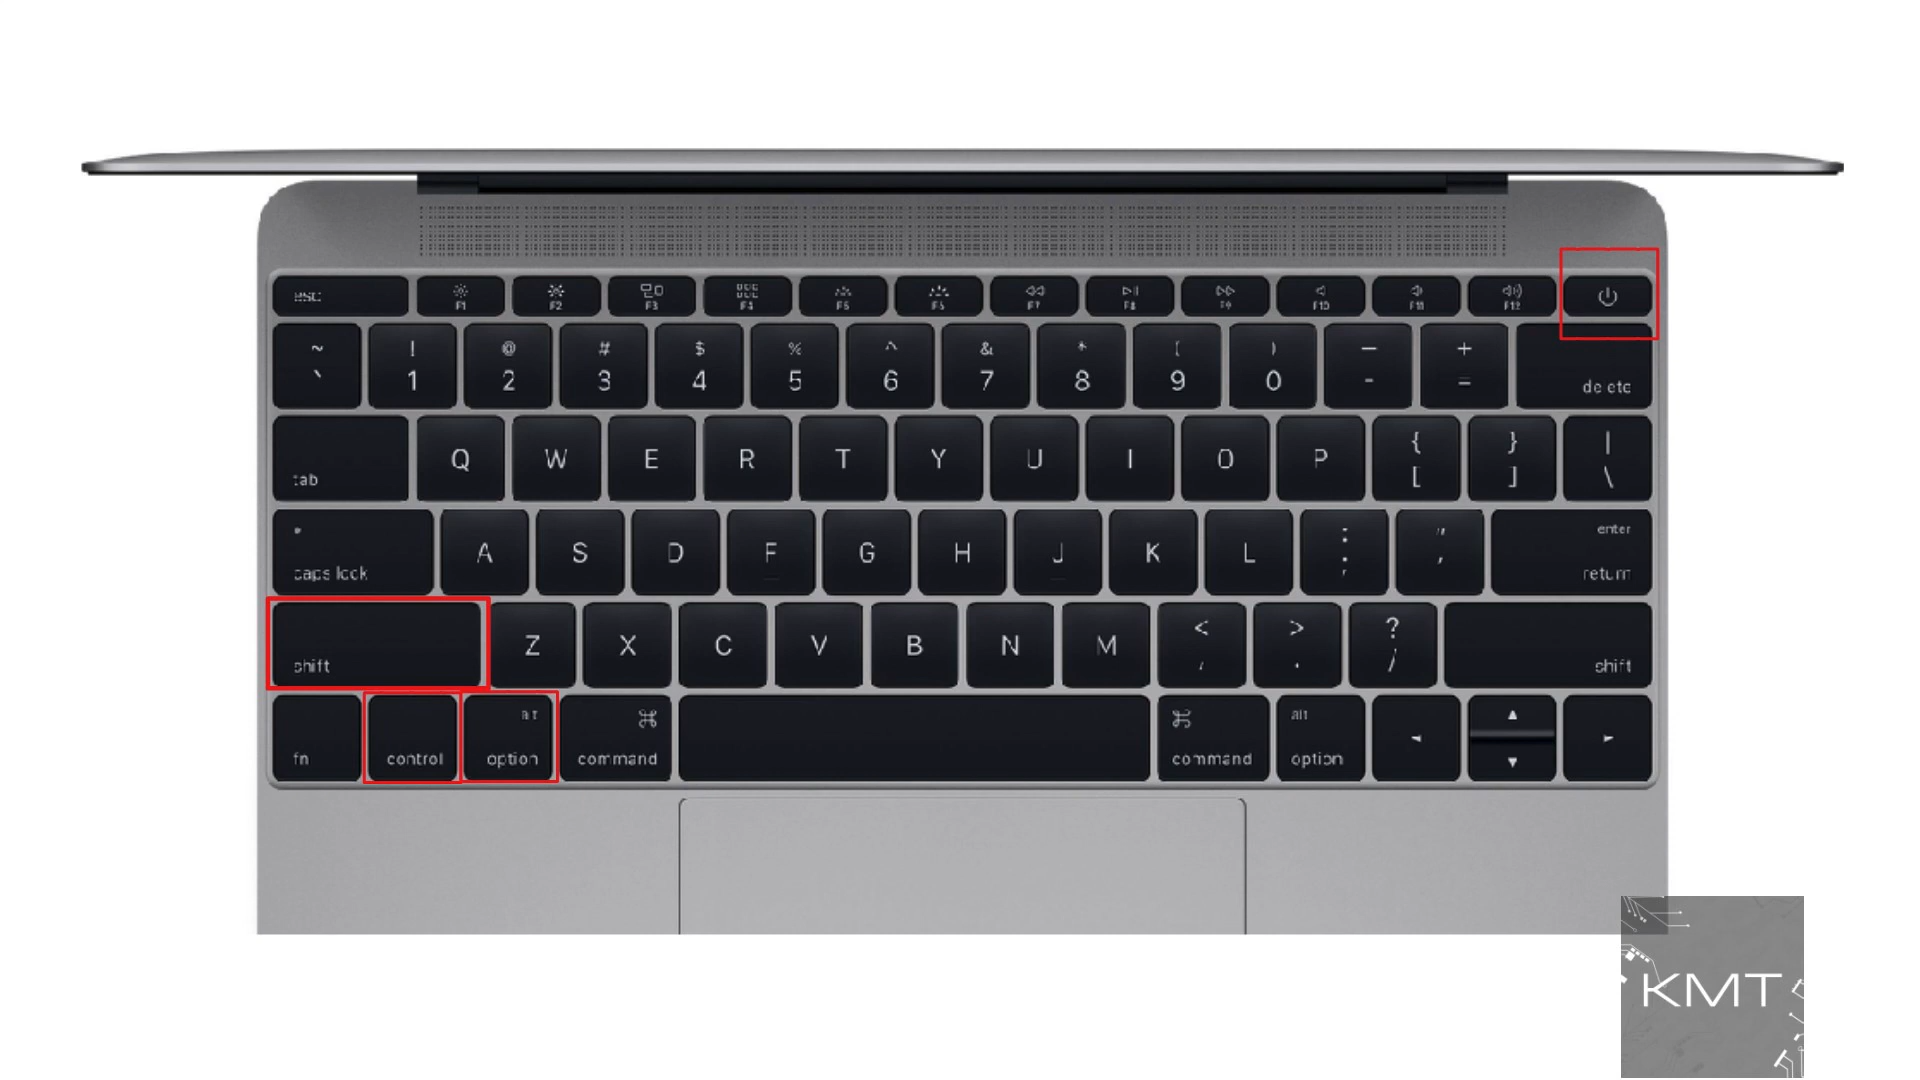 esc F1 F2 F3 F4 F5 F6 F7 F8 F9 F10 F11 F12
~ ! @ # $ % ^ & * ( ) — +
` 1 2 3 4 5 6 7 8 9 0 - = delete
tab Q W E R T Y U I O P { [ } ] | \
caps lock A S D F G H J K L : ; " ' enter return
shift Z X C V B N M < , > . ? / shift
fn control alt option ⌘ command ⌘ command alt option ◄ ▲ ▼ ►
KMT